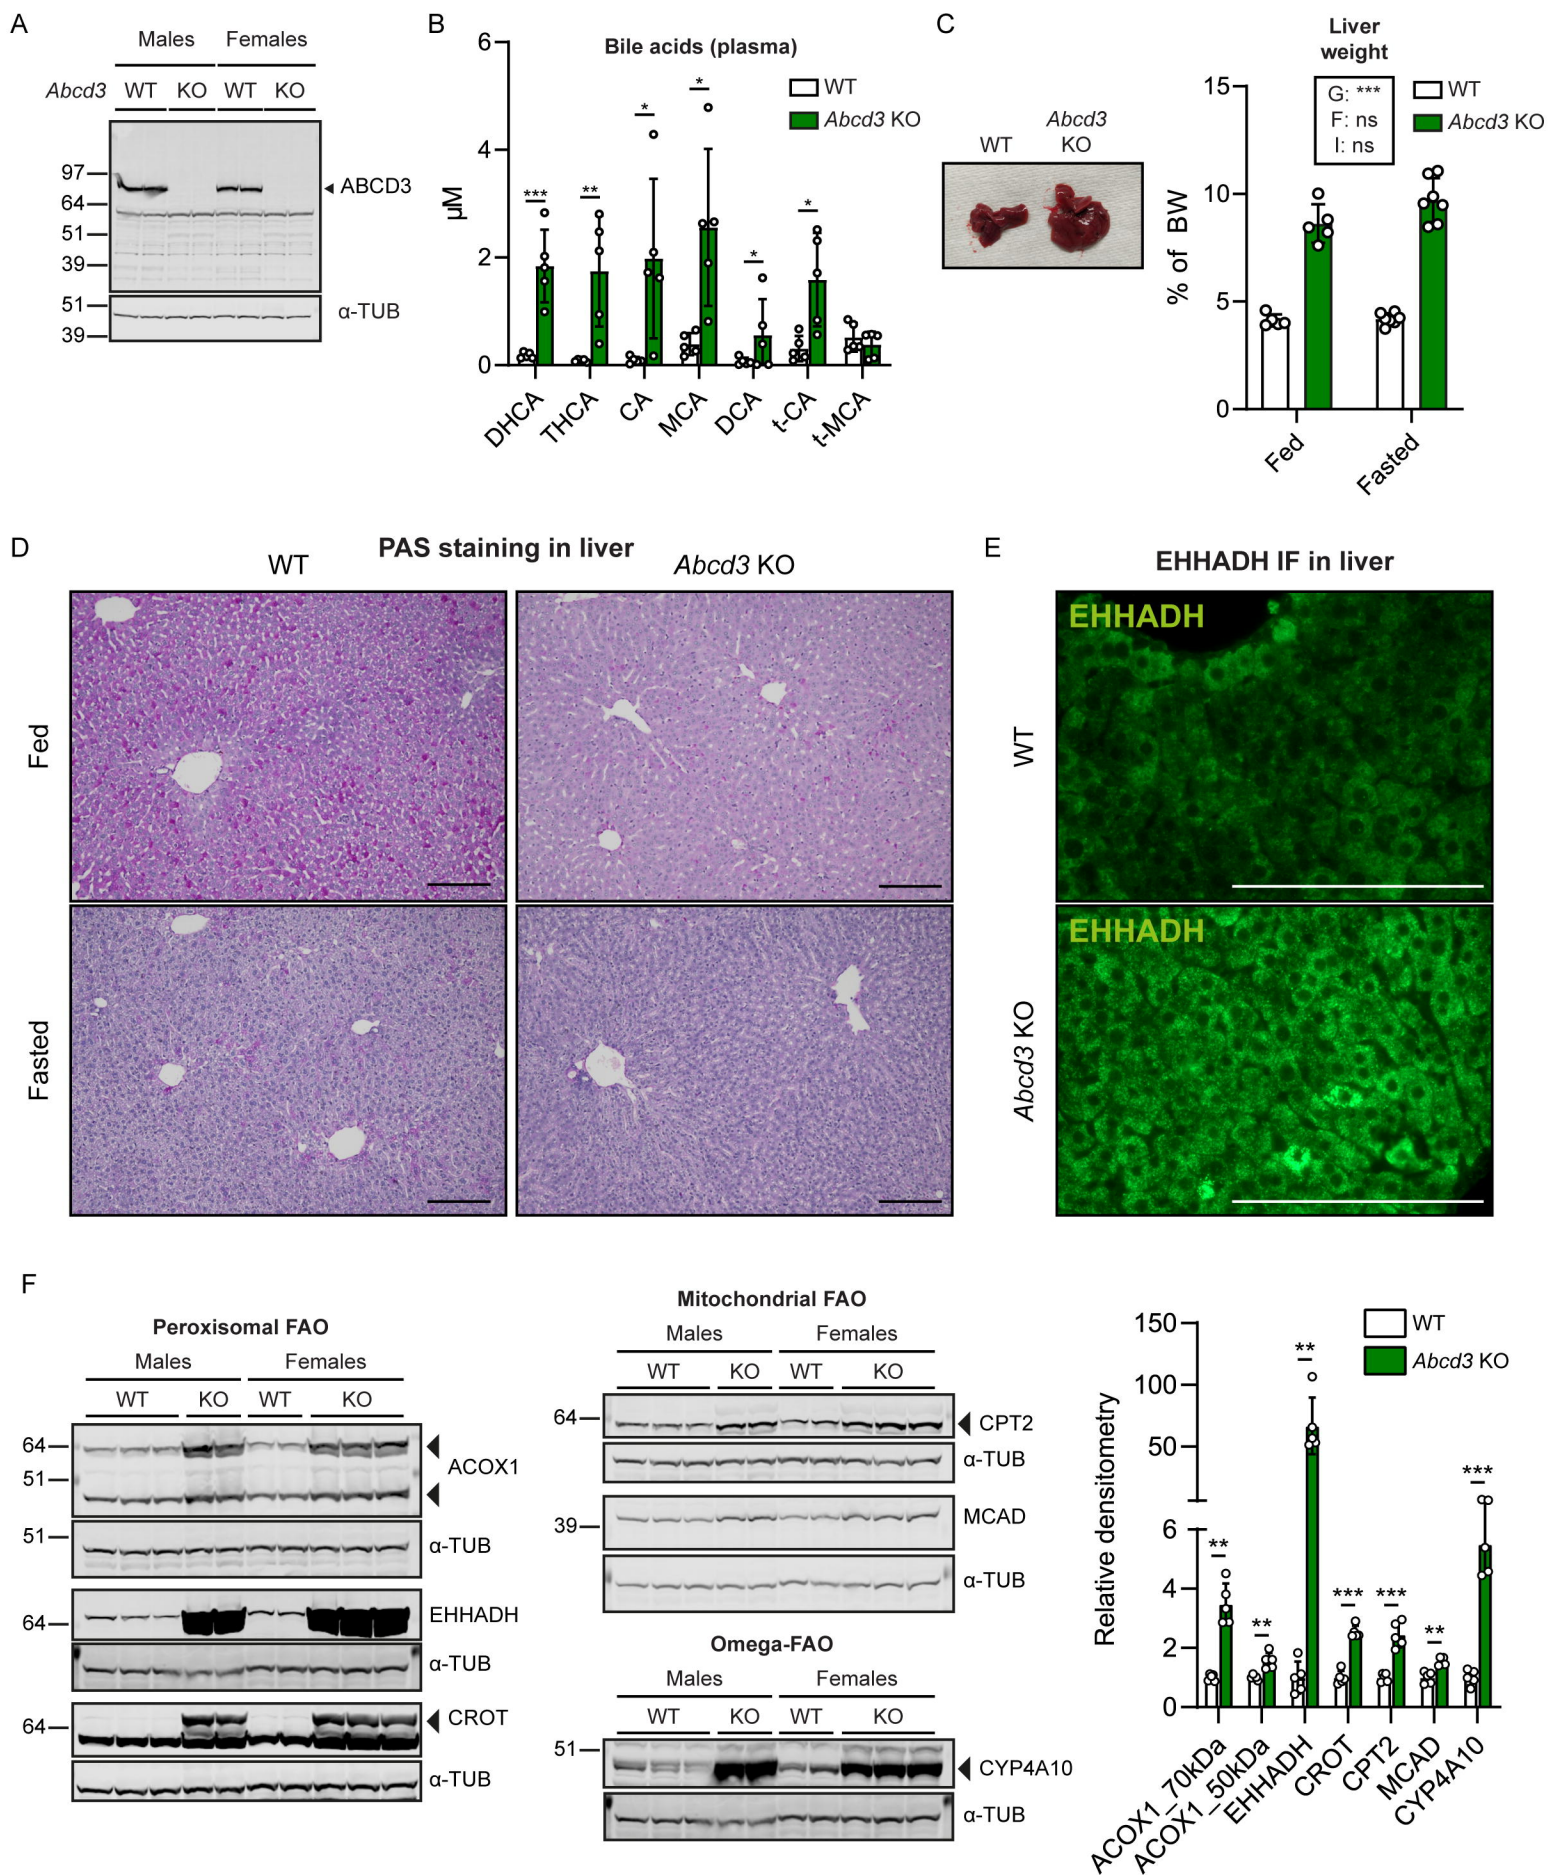 A
Males Females
Abcd3 WT KO WT KO
97
64
51
39
ABCD3
51
39
α-TUB
B
Bile acids (plasma)
WT
Abcd3 KO
µM
6
4
2
0
*** ** * * * *
DHCA THCA CA MCA DCA t-CA t-MCA
C
WT
Abcd3
KO
Liver
weight
G: ***
F: ns
I: ns
WT
Abcd3 KO
% of BW
15
10
5
0
Fed Fasted
D
PAS staining in liver
WT Abcd3 KO
Fed
Fasted
E
EHHADH IF in liver
WT
EHHADH
Abcd3 KO
EHHADH
F
Peroxisomal FAO
Males Females
WT KO WT KO
64
51
ACOX1
51
α-TUB
64
EHHADH
α-TUB
64
CROT
α-TUB
Mitochondrial FAO
Males Females
WT KO WT KO
64
CPT2
α-TUB
39
MCAD
α-TUB
Omega-FAO
Males Females
WT KO WT KO
51
CYP4A10
α-TUB
WT
Abcd3 KO
Relative densitometry
150
100
50
6
4
2
0
** ** ** *** *** ** ***
ACOX1_70kDa ACOX1_50kDa EHHADH CROT CPT2 MCAD CYP4A10